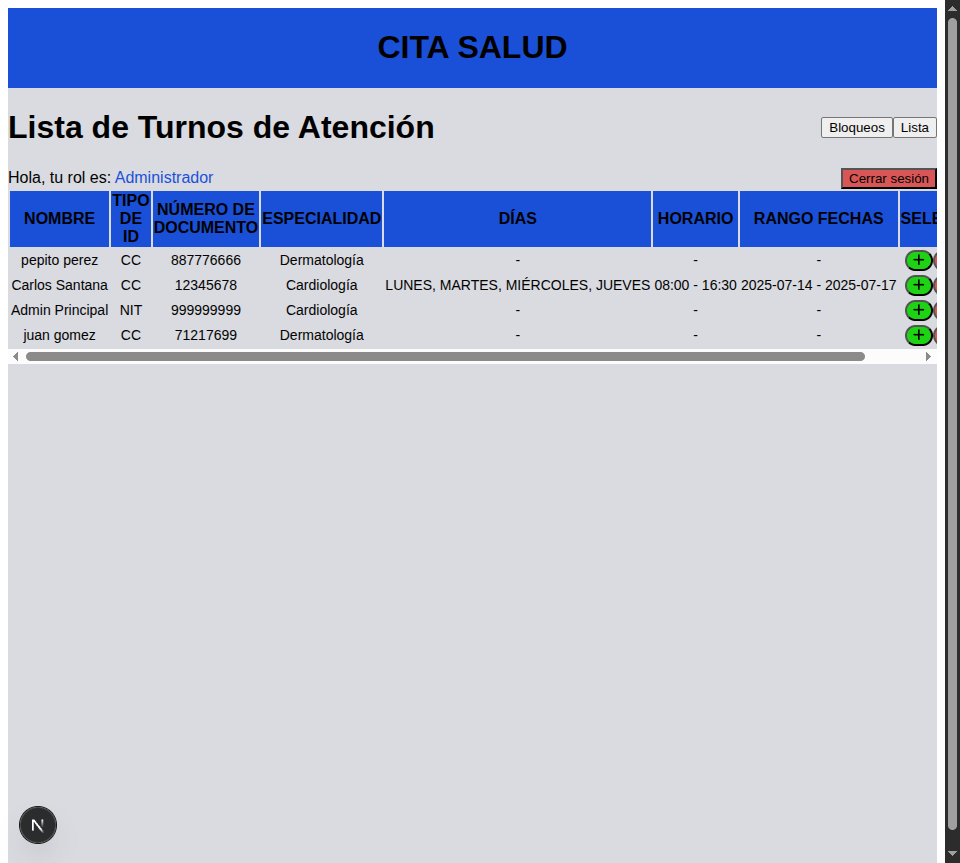 CITA SALUD
Lista de Turnos de Atención
Bloqueos Lista
Hola, tu rol es: Administrador
Cerrar sesión
NOMBRE TIPO DE ID NÚMERO DE DOCUMENTO ESPECIALIDAD DÍAS HORARIO RANGO FECHAS SELE
pepito perez CC 887776666 Dermatología - - - +
Carlos Santana CC 12345678 Cardiología LUNES, MARTES, MIÉRCOLES, JUEVES 08:00 - 16:30 2025-07-14 - 2025-07-17 +
Admin Principal NIT 999999999 Cardiología - - - +
juan gomez CC 71217699 Dermatología - - - +
N